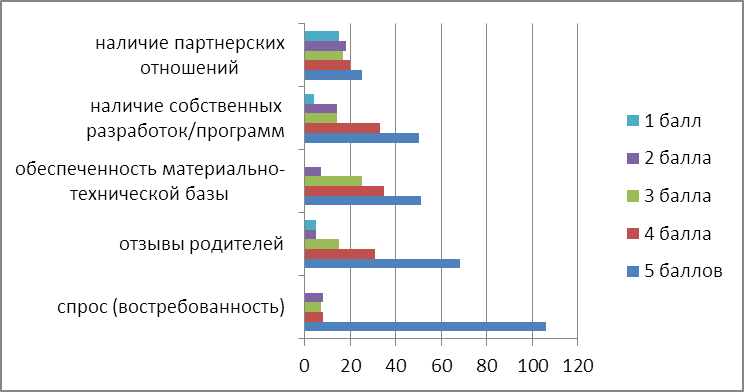 наличие партнерских
отношений
наличие собственных
разработок/программ
обеспеченность материально-
технической базы
отзывы родителей
спрос (востребованность)
0 20 40 60 80 100 120
1 балл
2 балла
3 балла
4 балла
5 баллов